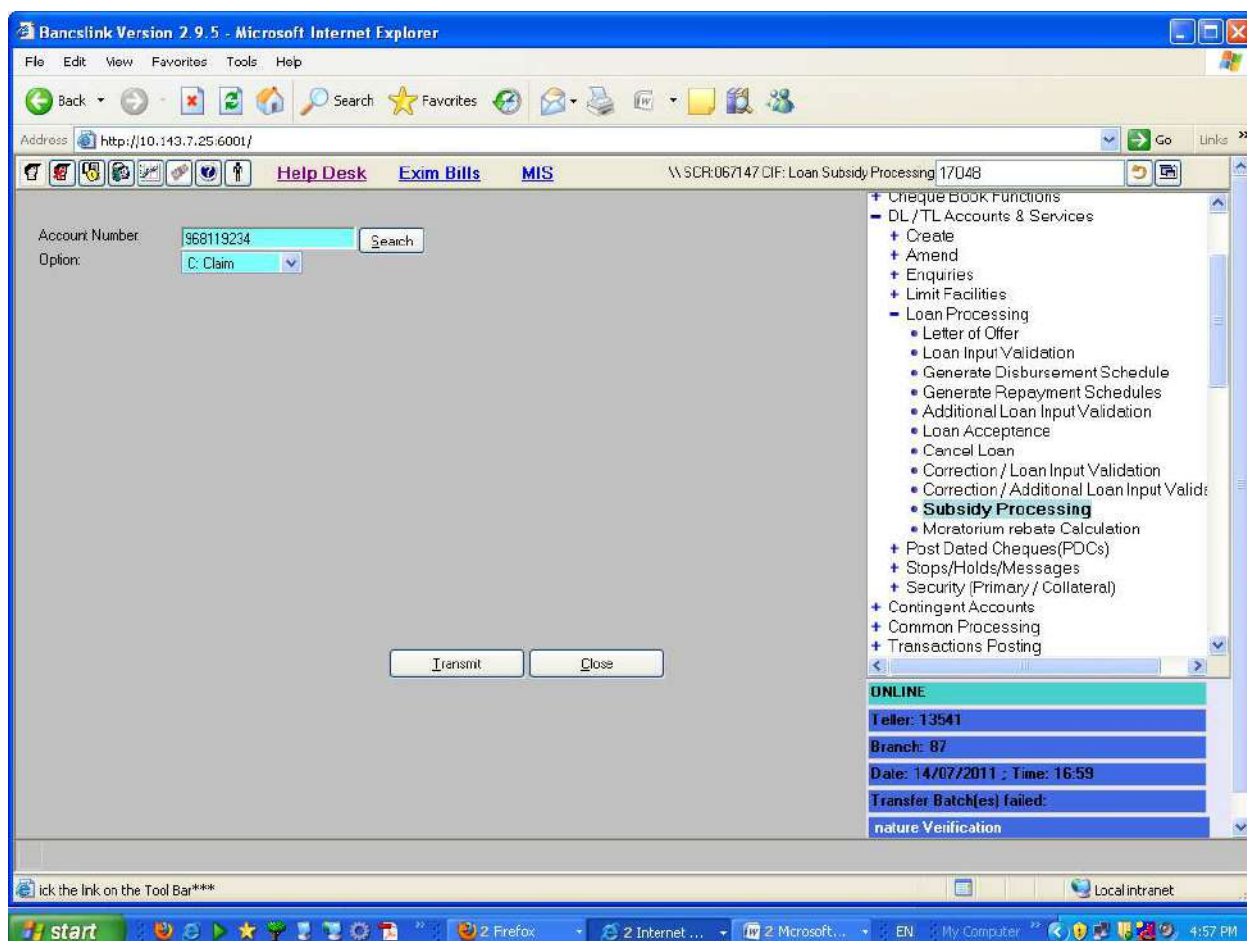 Bancslink Version 2.9.5 - Microsoft Internet Explorer
File Edit View Favorites Tools Help
Back Search Favorites
Address http://10.143.7.25:6001/ Go Links »
Help Desk Exim Bills MIS \\SCR:067147 CIF: Loan Subsidy Processing 17048
Account Number 968119234 Search
Option: C: Claim
+ Cheque Book Functions
− DL / TL Accounts & Services
+ Create
+ Amend
+ Enquiries
+ Limit Facilities
− Loan Processing
• Letter of Offer
• Loan Input Validation
• Generate Disbursement Schedule
• Generate Repayment Schedules
• Additional Loan Input Validation
• Loan Acceptance
• Cancel Loan
• Correction / Loan Input Validation
• Correction / Additional Loan Input Valida
• Subsidy Processing
• Moratorium rebate Calculation
+ Post Dated Cheques(PDCs)
+ Stops/Holds/Messages
+ Security (Primary / Collateral)
+ Contingent Accounts
+ Common Processing
+ Transactions Posting
Transmit Close
ONLINE
Teller: 13541
Branch: 87
Date: 14/07/2011 ; Time: 16:59
Transfer Batch(es) failed:
nature Verification
ick the link on the Tool Bar*** Local intranet
start » 2 Firefox 2 Internet ... 2 Microsoft... EN My Computer » 4:57 PM